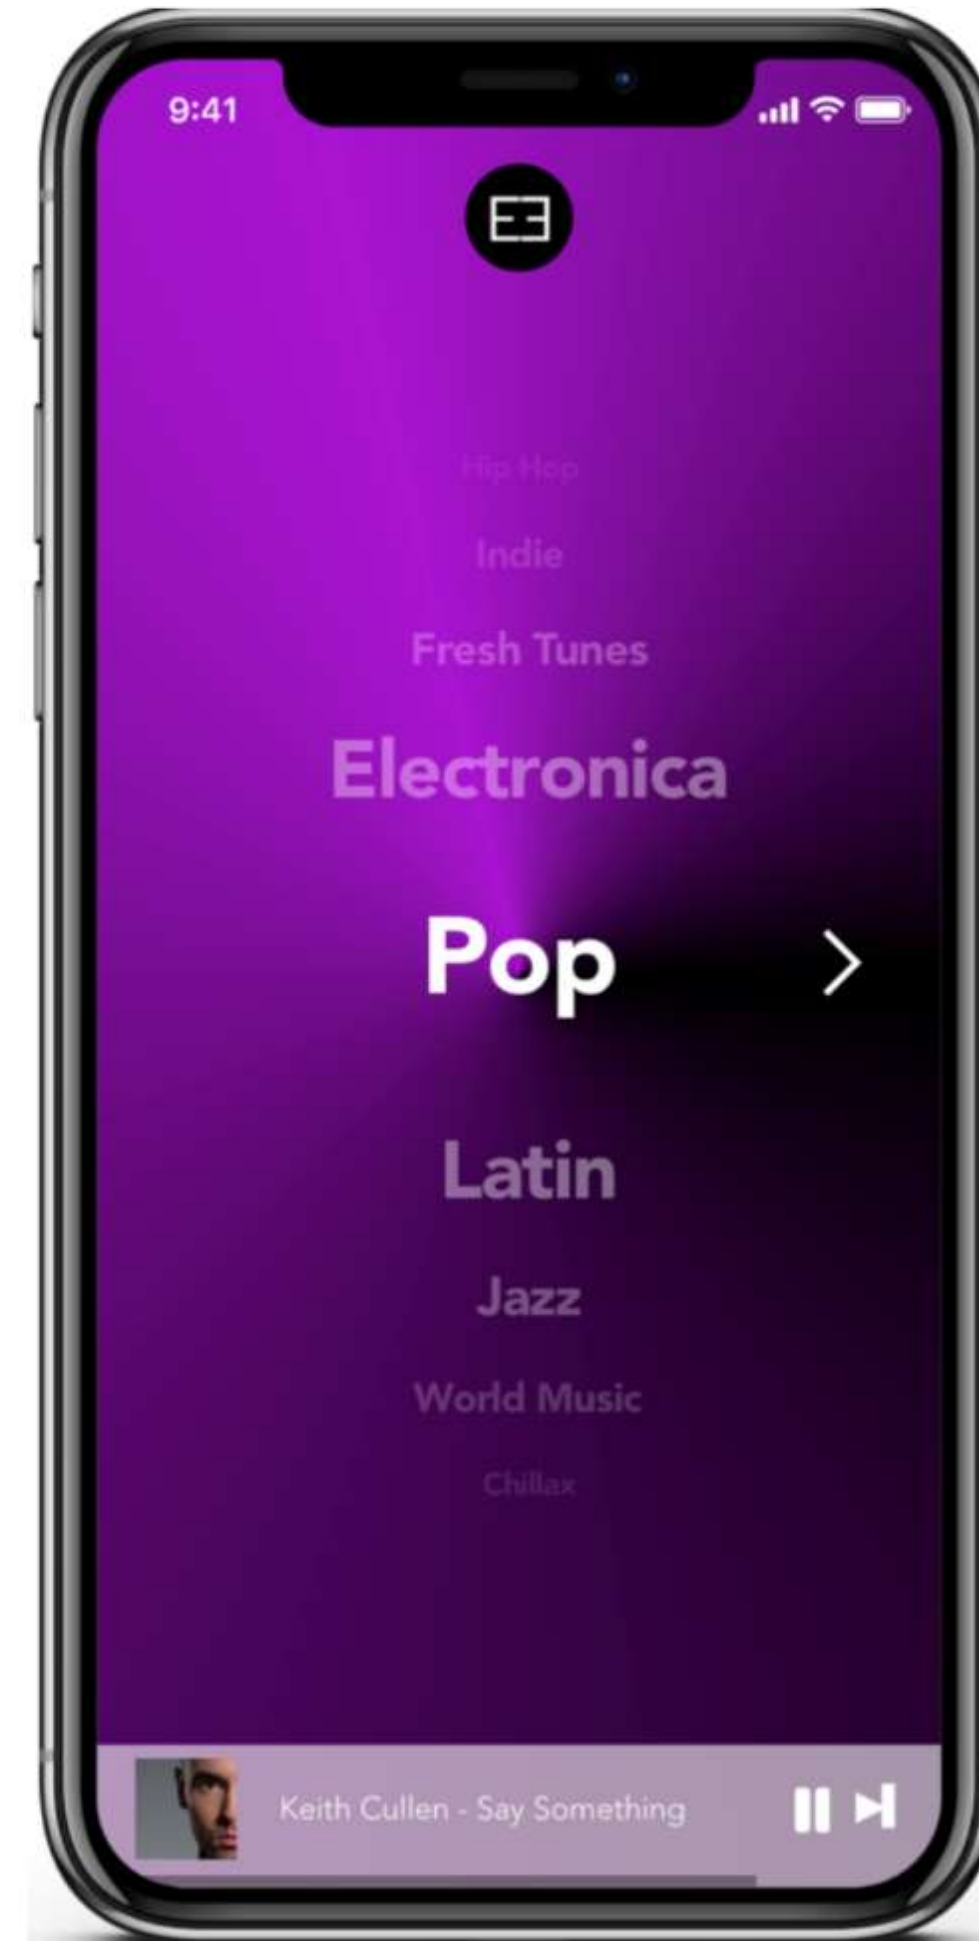 9:41
Hip Hop
Indie
Fresh Tunes
Electronica
Pop
Latin
Jazz
World Music
Chillax
Keith Cullen - Say Something